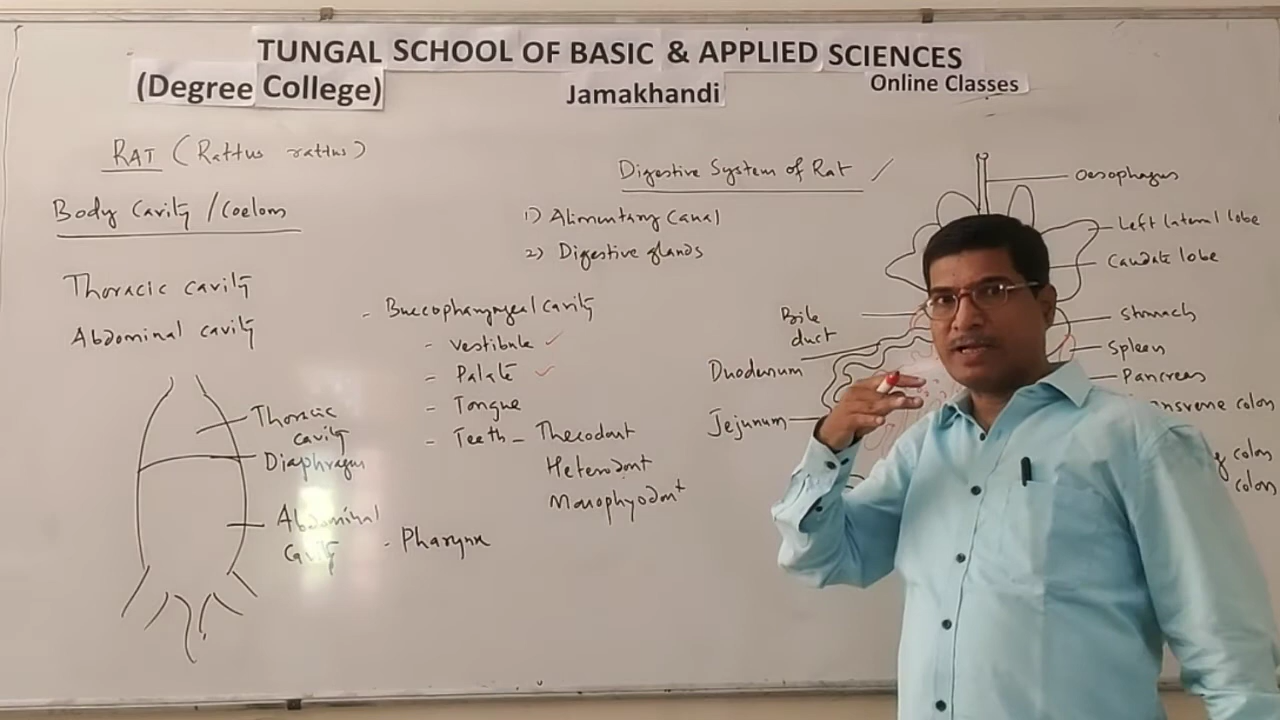 TUNGAL SCHOOL OF BASIC & APPLIED SCIENCES
(Degree College) Jamakhandi Online Classes
RAT (Rattus rattus)
Body Cavity / Coelom
Thoracic cavity
Abdominal cavity
Thoracic
cavity
Diaphragm
Abdominal
Cavity
Digestive System of Rat
1) Alimentary Canal
2) Digestive glands
- Buccopharyngeal cavity
- Vestibule
- Palate
- Tongue
- Teeth - Thecodont
Heterodont
Monophyodont
- Pharynx
Oesophagus
Left lateral lobe
Caudate lobe
Stomach
Spleen
Pancreas
colon
colon
colon
Bile
duct
Duodenum
Jejunum